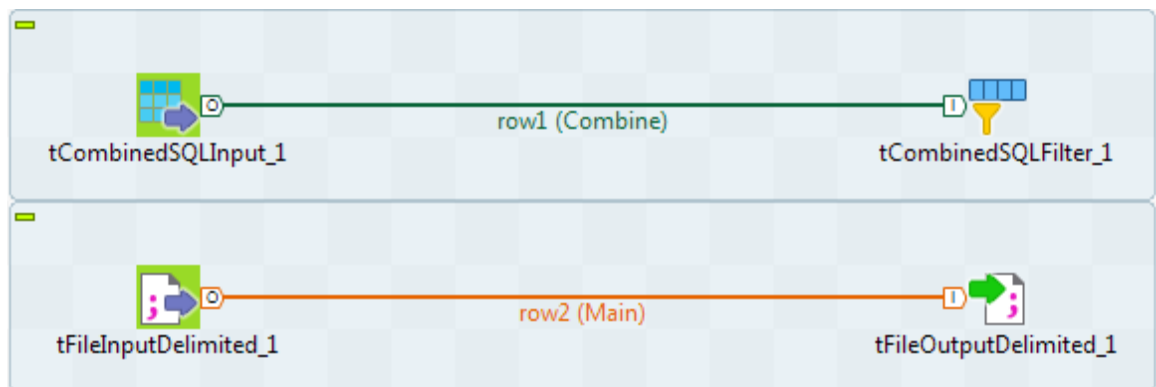 O
I
row1 (Combine)
tCombinedSQLInput_1
tCombinedSQLFilter_1
;
O
I
;
row2 (Main)
tFileInputDelimited_1
tFileOutputDelimited_1